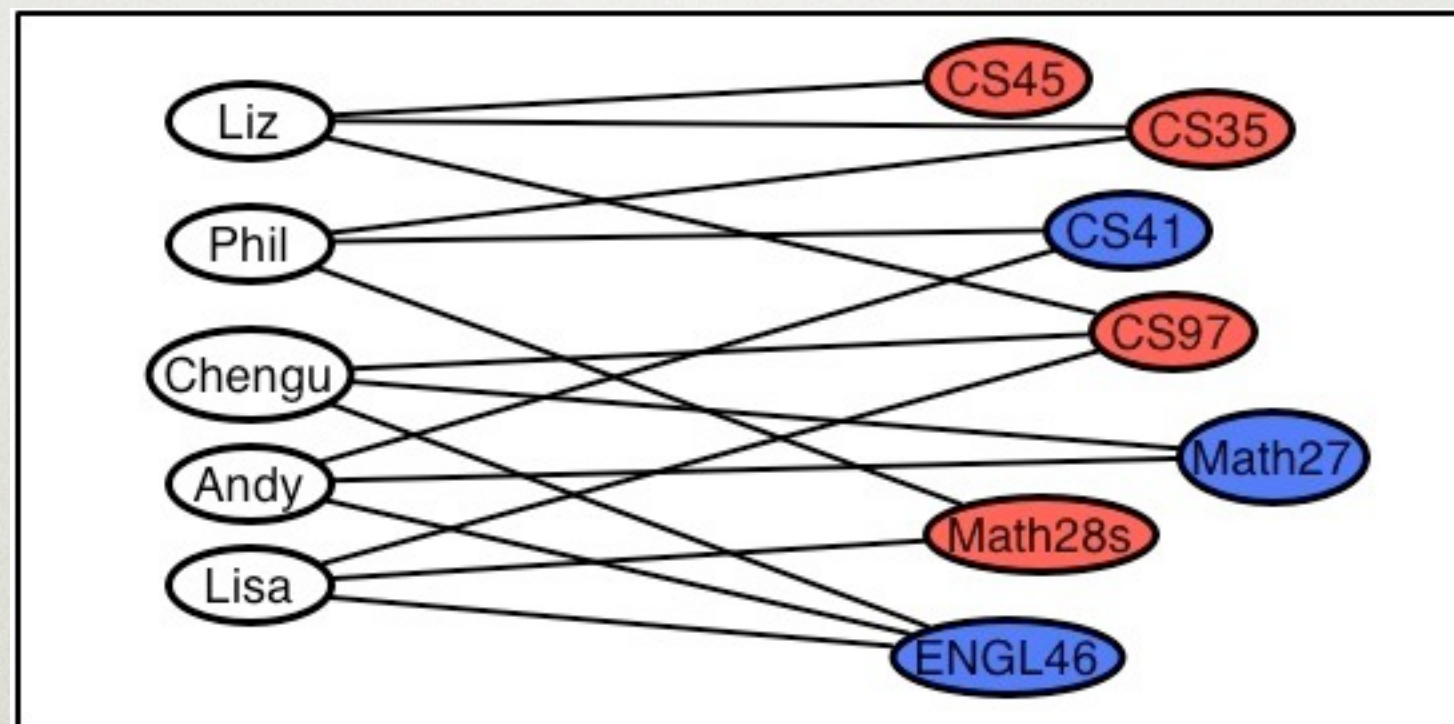 Liz
Phil
Chengu
Andy
Lisa
CS45
CS35
CS41
CS97
Math27
Math28s
ENGL46